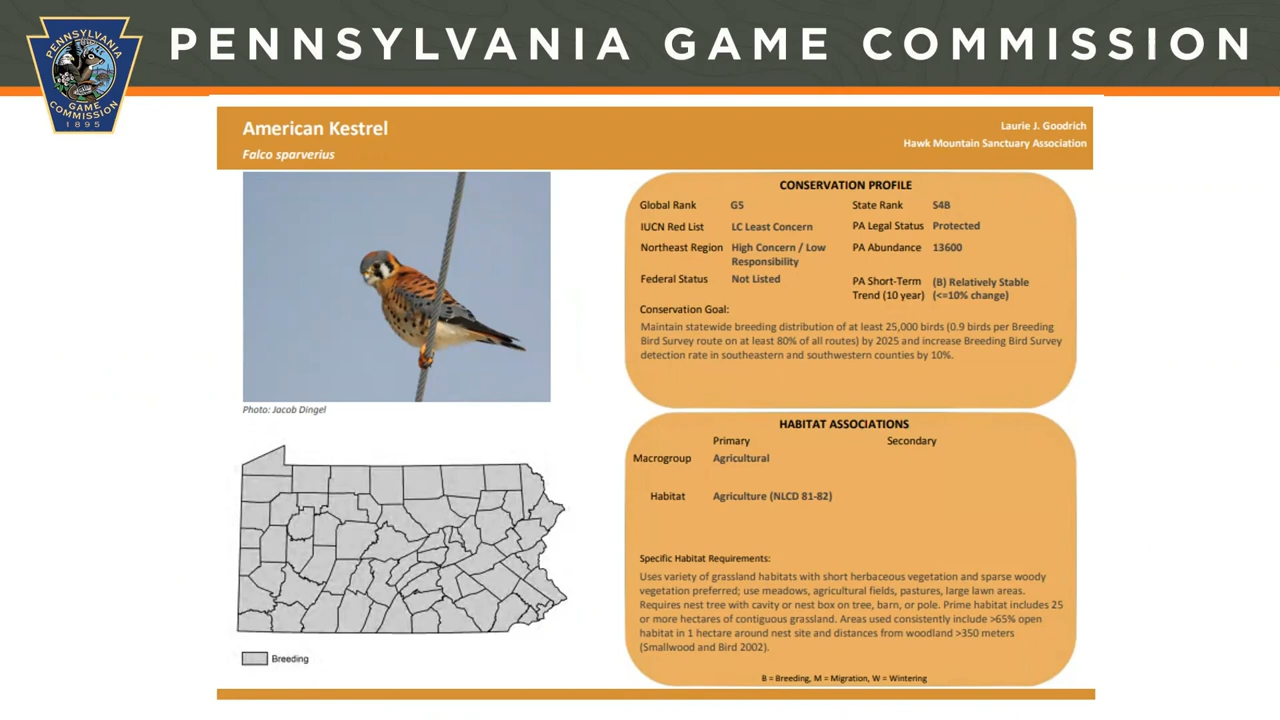 PENNSYLVANIA GAME COMMISSION
PENNSYLVANIA
GAME
COMMISSION
1895
American Kestrel
Falco sparverius
Laurie J. Goodrich
Hawk Mountain Sanctuary Association
Photo: Jacob Dingel
Breeding
CONSERVATION PROFILE
Global Rank G5 State Rank S4B
IUCN Red List LC Least Concern PA Legal Status Protected
Northeast Region High Concern / Low PA Abundance 13600
Responsibility
Federal Status Not Listed PA Short-Term (B) Relatively Stable
Trend (10 year) (<=10% change)
Conservation Goal:
Maintain statewide breeding distribution of at least 25,000 birds (0.9 birds per Breeding
Bird Survey route on at least 80% of all routes) by 2025 and increase Breeding Bird Survey
detection rate in southeastern and southwestern counties by 10%.
HABITAT ASSOCIATIONS
Primary Secondary
Macrogroup Agricultural
Habitat Agriculture (NLCD 81-82)
Specific Habitat Requirements:
Uses variety of grassland habitats with short herbaceous vegetation and sparse woody
vegetation preferred; use meadows, agricultural fields, pastures, large lawn areas.
Requires nest tree with cavity or nest box on tree, barn, or pole. Prime habitat includes 25
or more hectares of contiguous grassland. Areas used consistently include >65% open
habitat in 1 hectare around nest site and distances from woodland >350 meters
(Smallwood and Bird 2002).
B = Breeding, M = Migration, W = Wintering